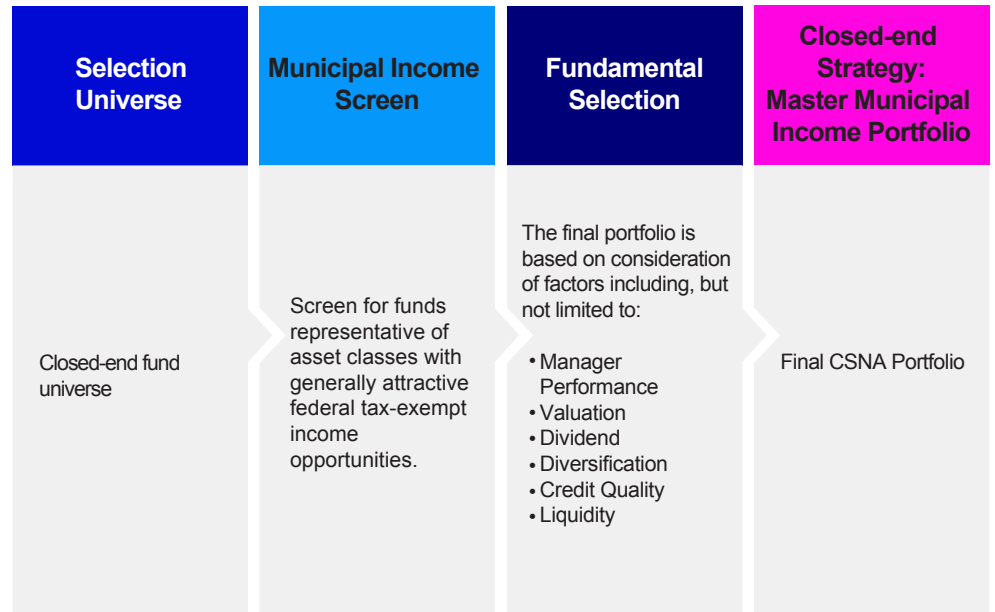 Selection
Universe
Municipal Income
Screen
Fundamental
Selection
Closed-end
Strategy:
Master Municipal
Income Portfolio
Closed-end fund
universe
Screen for funds
representative of
asset classes with
generally attractive
federal tax-exempt
income
opportunities.
The final portfolio is
based on consideration
of factors including, but
not limited to:
• Manager
Performance
• Valuation
• Dividend
• Diversification
• Credit Quality
• Liquidity
Final CSNA Portfolio